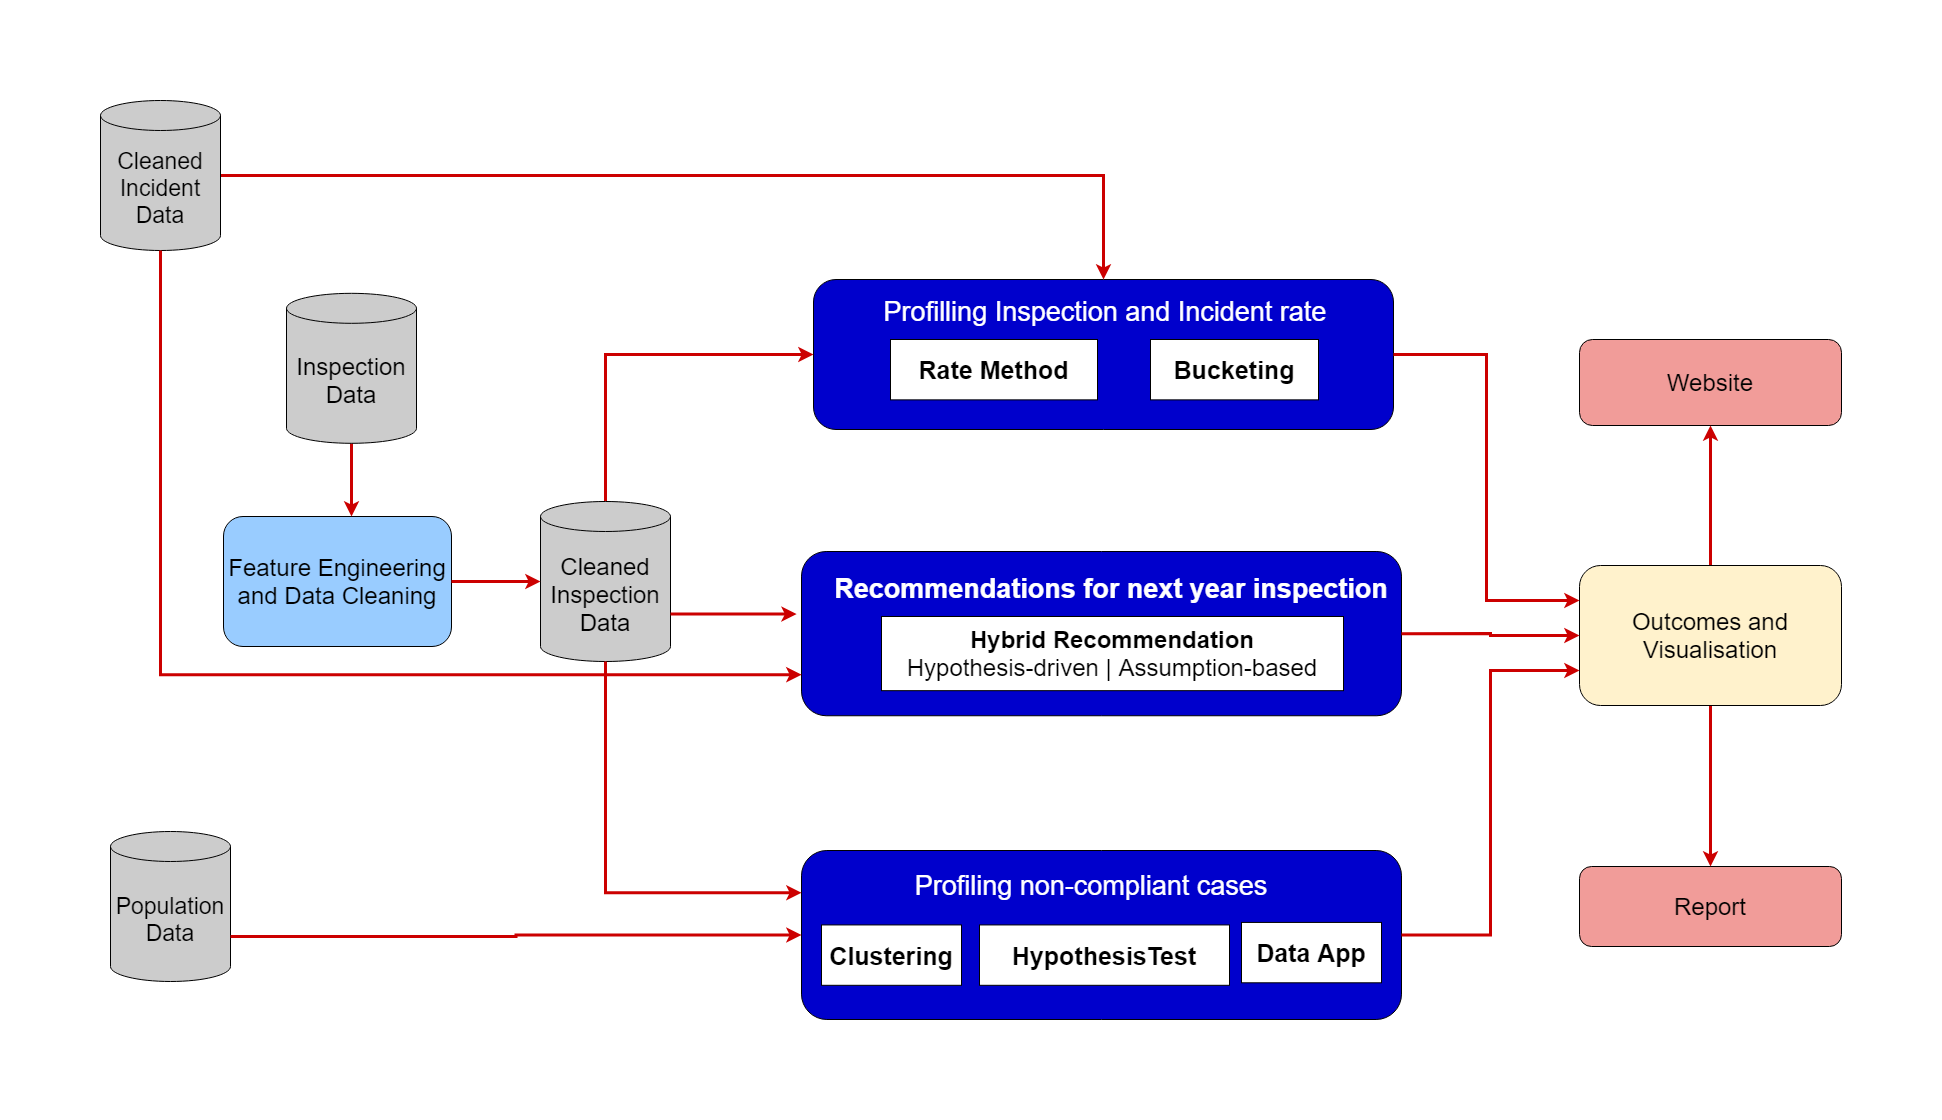 Cleaned
Incident
Data
Inspection
Data
Feature Engineering
and Data Cleaning
Cleaned
Inspection
Data
Population
Data
Profilling Inspection and Incident rate
Rate Method
Bucketing
Recommendations for next year inspection
Hybrid Recommendation
Hypothesis-driven | Assumption-based
Profiling non-compliant cases
Clustering
HypothesisTest
Data App
Website
Outcomes and
Visualisation
Report